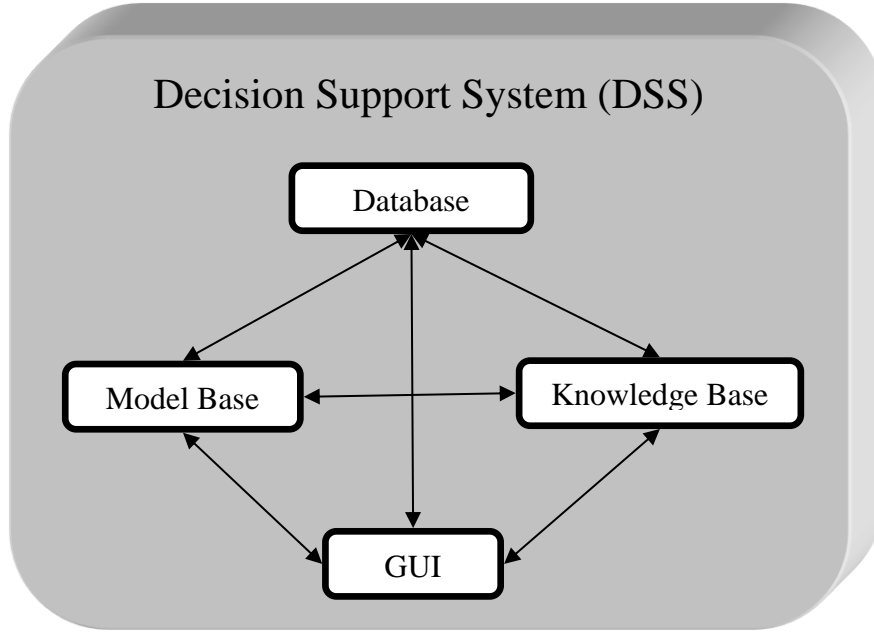 Decision Support System (DSS)
Database
Model Base
Knowledge Base
GUI